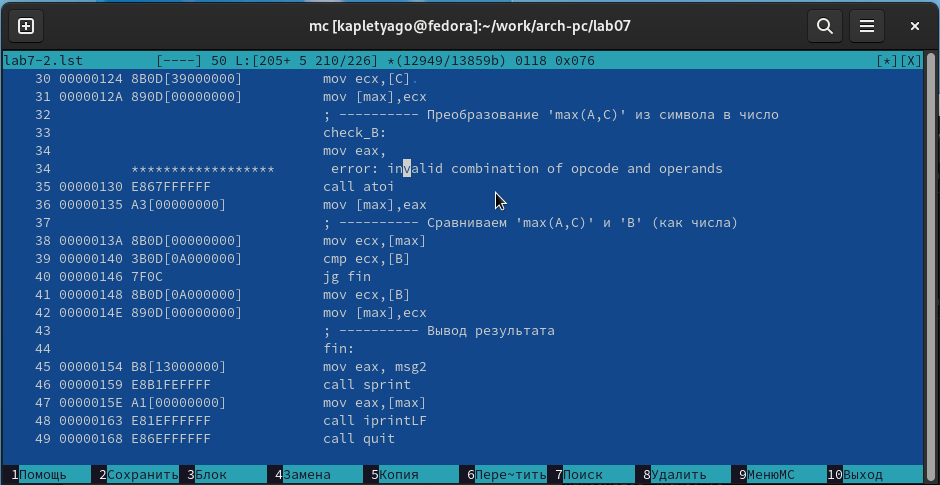 mc [kapletyago@fedora]:~/work/arch-pc/lab07
lab7-2.lst [----] 50 L:[205+ 5 210/226] *(12949/13859b) 0118 0x076 [*][X]
30 00000124 8B0D[39000000] mov ecx,[C]
31 0000012A 890D[00000000] mov [max],ecx
32 ; ---------- Преобразование 'max(A,C)' из символа в число
33 check_B:
34 mov eax,
34 ****************** error: invalid combination of opcode and operands
35 00000130 E867FFFFFF call atoi
36 00000135 A3[00000000] mov [max],eax
37 ; ---------- Сравниваем 'max(A,C)' и 'B' (как числа)
38 0000013A 8B0D[00000000] mov ecx,[max]
39 00000140 3B0D[0A000000] cmp ecx,[B]
40 00000146 7F0C jg fin
41 00000148 8B0D[0A000000] mov ecx,[B]
42 0000014E 890D[00000000] mov [max],ecx
43 ; ---------- Вывод результата
44 fin:
45 00000154 B8[13000000] mov eax, msg2
46 00000159 E8B1FEFFFF call sprint
47 0000015E A1[00000000] mov eax,[max]
48 00000163 E81EFFFFFF call iprintLF
49 00000168 E86EFFFFFF call quit
1Помощь 2Сохранить 3Блок 4Замена 5Копия 6Пере~тить 7Поиск 8Удалить 9МенюMC 10Выход